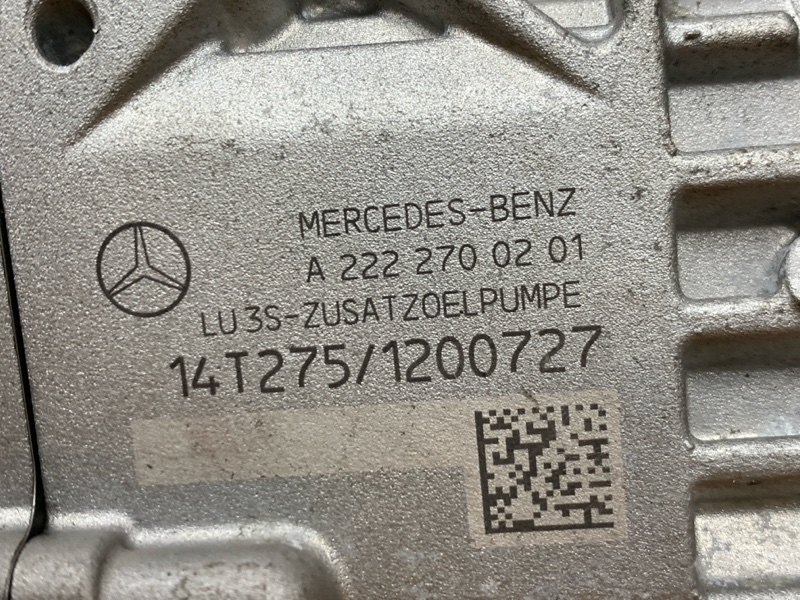 MERCEDES-BENZ
A 222 270 02 01
LU3S-ZUSATZOELPUMPE
14T275/1200727